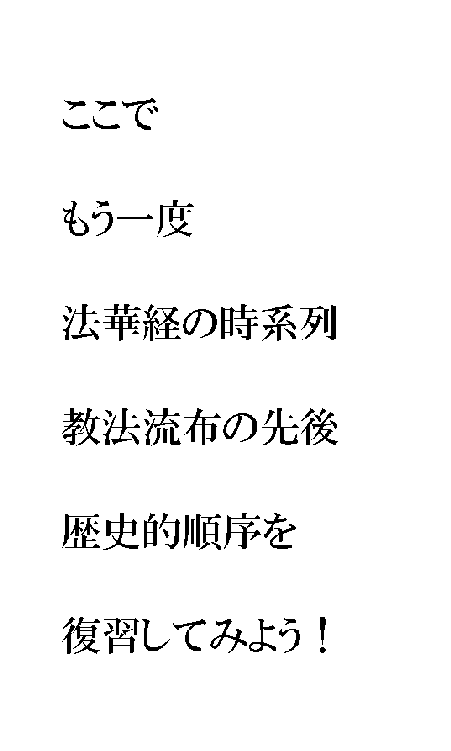 ここで
もう一度
法華経の時系列
教法流布の先後
歴史的順序を
復習してみよう！